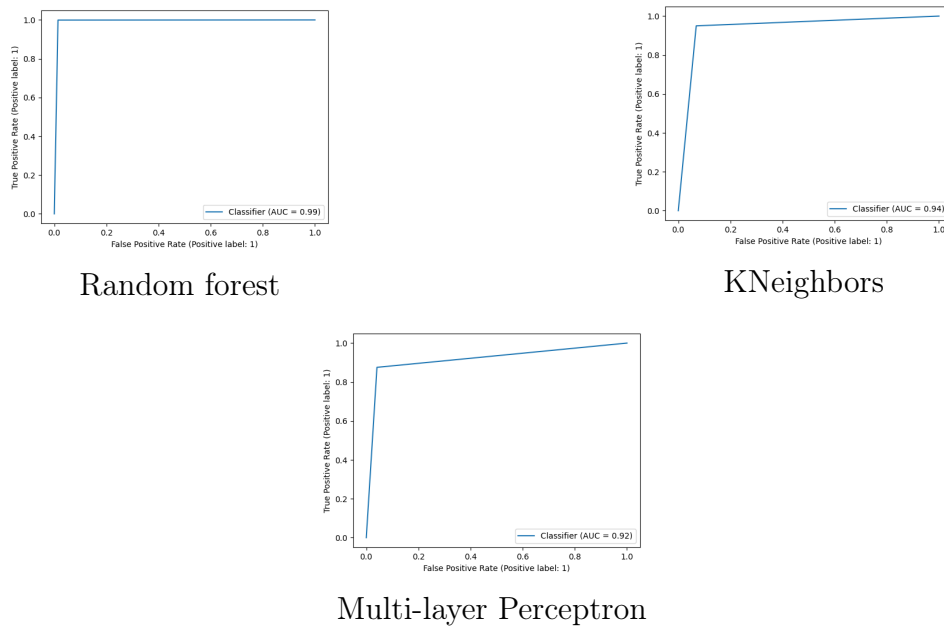 True Positive Rate (Positive label: 1)
1.0
0.8
0.6
0.4
0.2
0.0
Classifier (AUC = 0.99)
0.0 0.2 0.4 0.6 0.8 1.0
False Positive Rate (Positive label: 1)
Random forest
True Positive Rate (Positive label: 1)
1.0
0.8
0.6
0.4
0.2
0.0
Classifier (AUC = 0.94)
0.0 0.2 0.4 0.6 0.8 1.0
False Positive Rate (Positive label: 1)
KNeighbors
True Positive Rate (Positive label: 1)
1.0
0.8
0.6
0.4
0.2
0.0
Classifier (AUC = 0.92)
0.0 0.2 0.4 0.6 0.8 1.0
False Positive Rate (Positive label: 1)
Multi-layer Perceptron